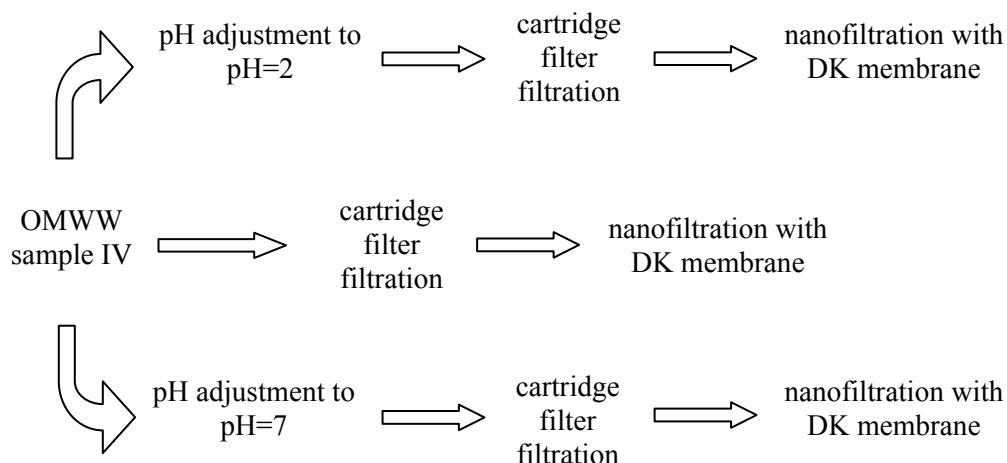 pH adjustment to
pH=2
cartridge
filter
filtration
nanofiltration with
DK membrane
OMWW
sample IV
cartridge
filter
filtration
nanofiltration with
DK membrane
pH adjustment to
pH=7
cartridge
filter
filtration
nanofiltration with
DK membrane